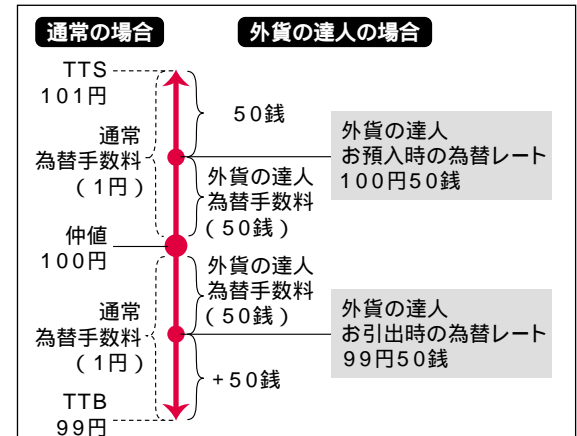 通常の場合
外貨の達人の場合
TTS
101円
50銭
通常
為替手数料
(1円)
外貨の達人
お預入時の為替レート
100円50銭
外貨の達人
為替手数料
(50銭)
仲値
100円
外貨の達人
為替手数料
(50銭)
通常
為替手数料
(1円)
外貨の達人
お引出時の為替レート
99円50銭
+50銭
TTB
99円